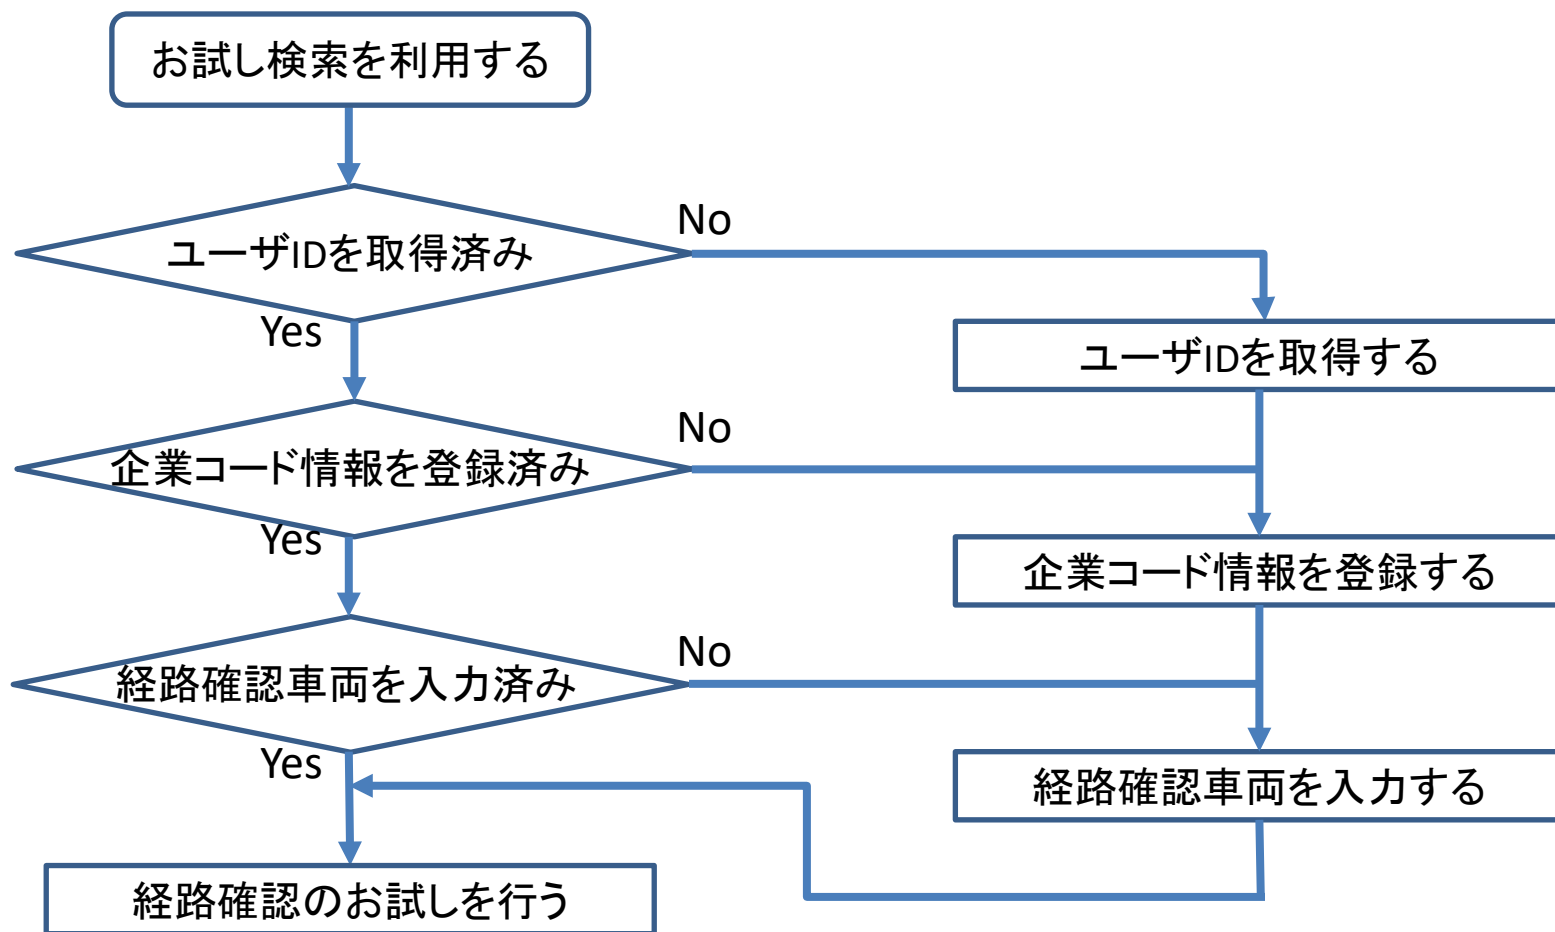 お試し検索を利用する
ユーザIDを取得済み
No
Yes
ユーザIDを取得する
企業コード情報を登録済み
No
Yes
企業コード情報を登録する
経路確認車両を入力済み
No
Yes
経路確認車両を入力する
経路確認のお試しを行う